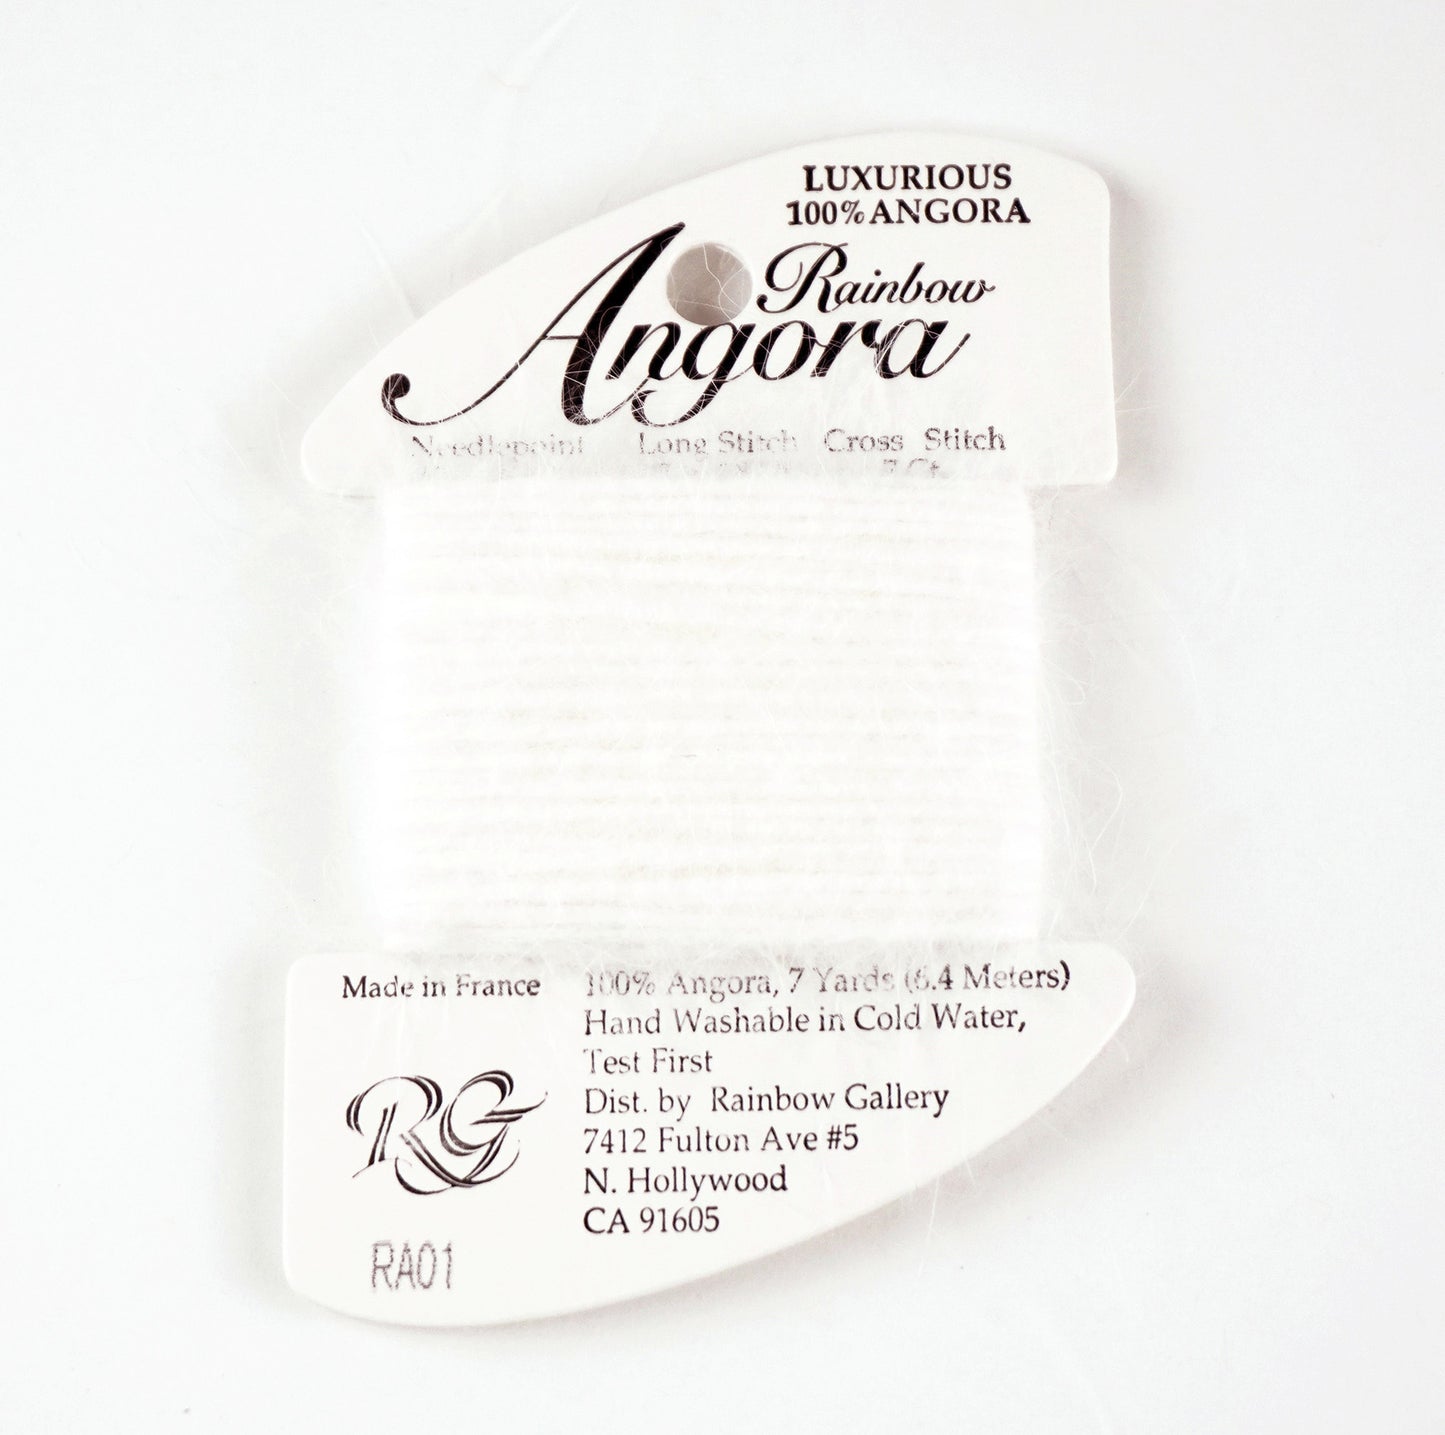 LUXURIOUS
100% ANGORA
Rainbow
Angora
Needlepoint Long Stitch Cross Stitch
7 Ct.
Made in France
100% Angora, 7 Yards (6.4 Meters)
Hand Washable in Cold Water,
Test First
Dist. by Rainbow Gallery
7412 Fulton Ave #5
N. Hollywood
CA 91605
RG
RA01